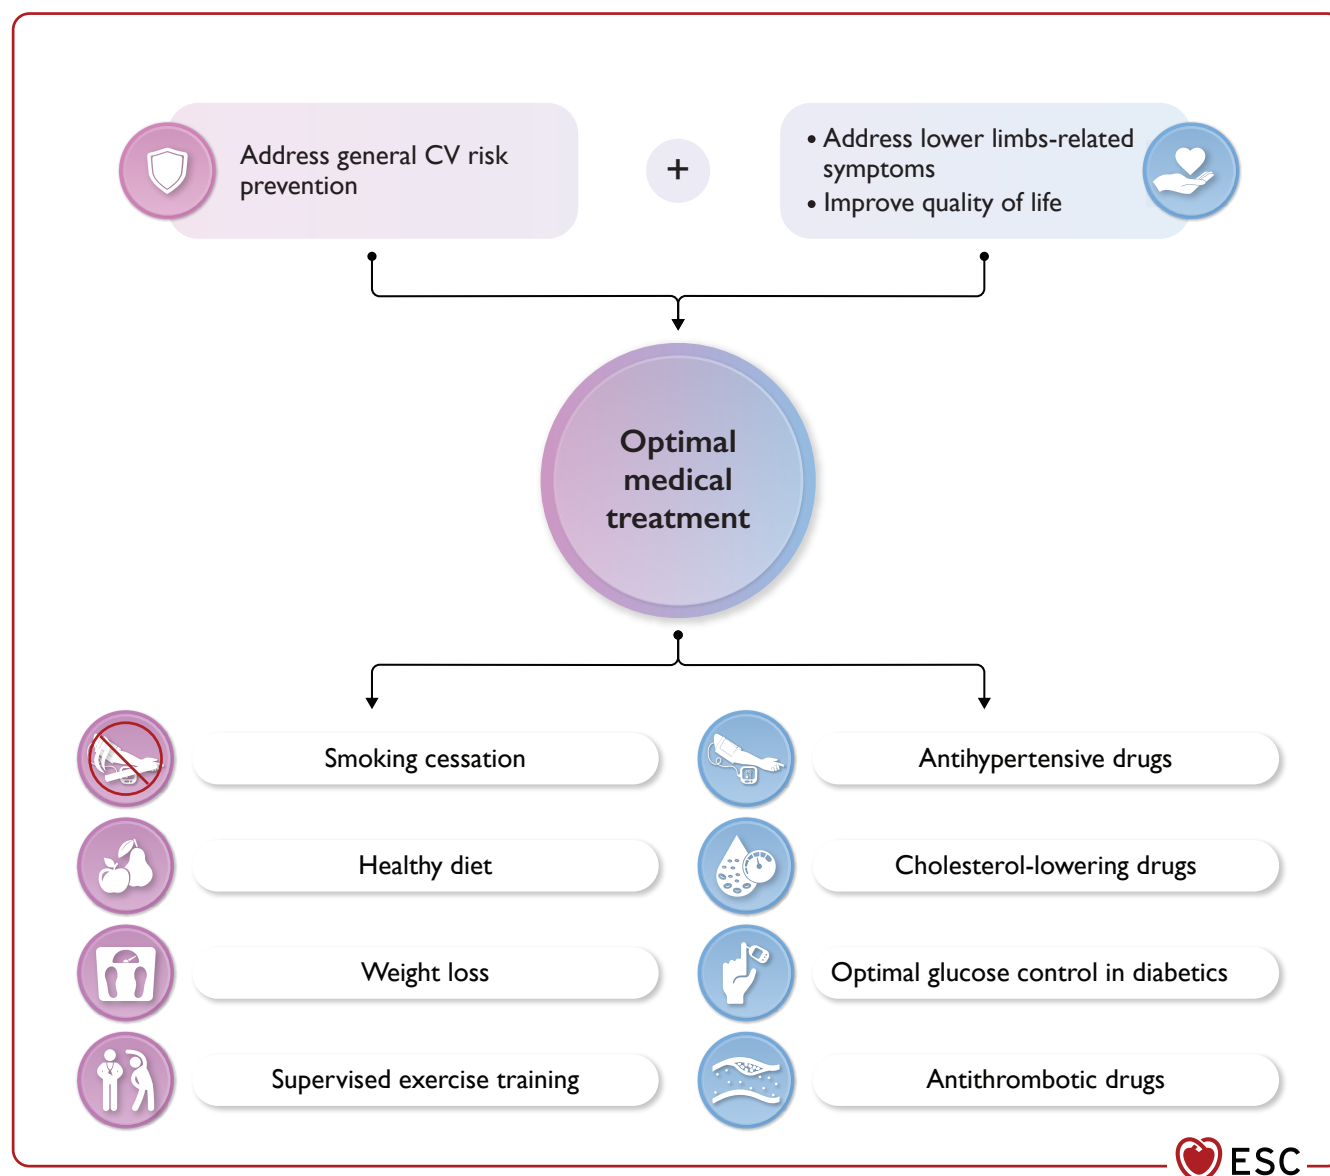 Address general CV risk
prevention
+
• Address lower limbs-related
symptoms
• Improve quality of life
Optimal
medical
treatment
Smoking cessation
Antihypertensive drugs
Healthy diet
Cholesterol-lowering drugs
Weight loss
Optimal glucose control in diabetics
Supervised exercise training
Antithrombotic drugs
ESC